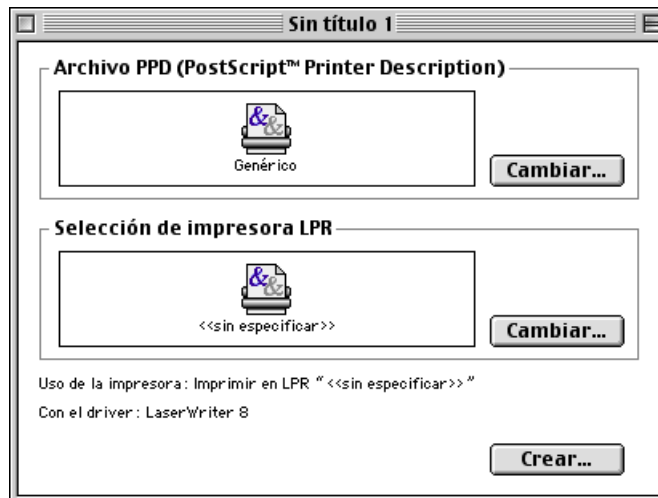 Sin título 1
Archivo PPD (PostScript™ Printer Description)
Genérico
Cambiar...
Selección de impresora LPR
<<sin especificar>>
Cambiar...
Uso de la impresora: Imprimir en LPR "<<sin especificar>>"
Con el driver: LaserWriter 8
Crear...